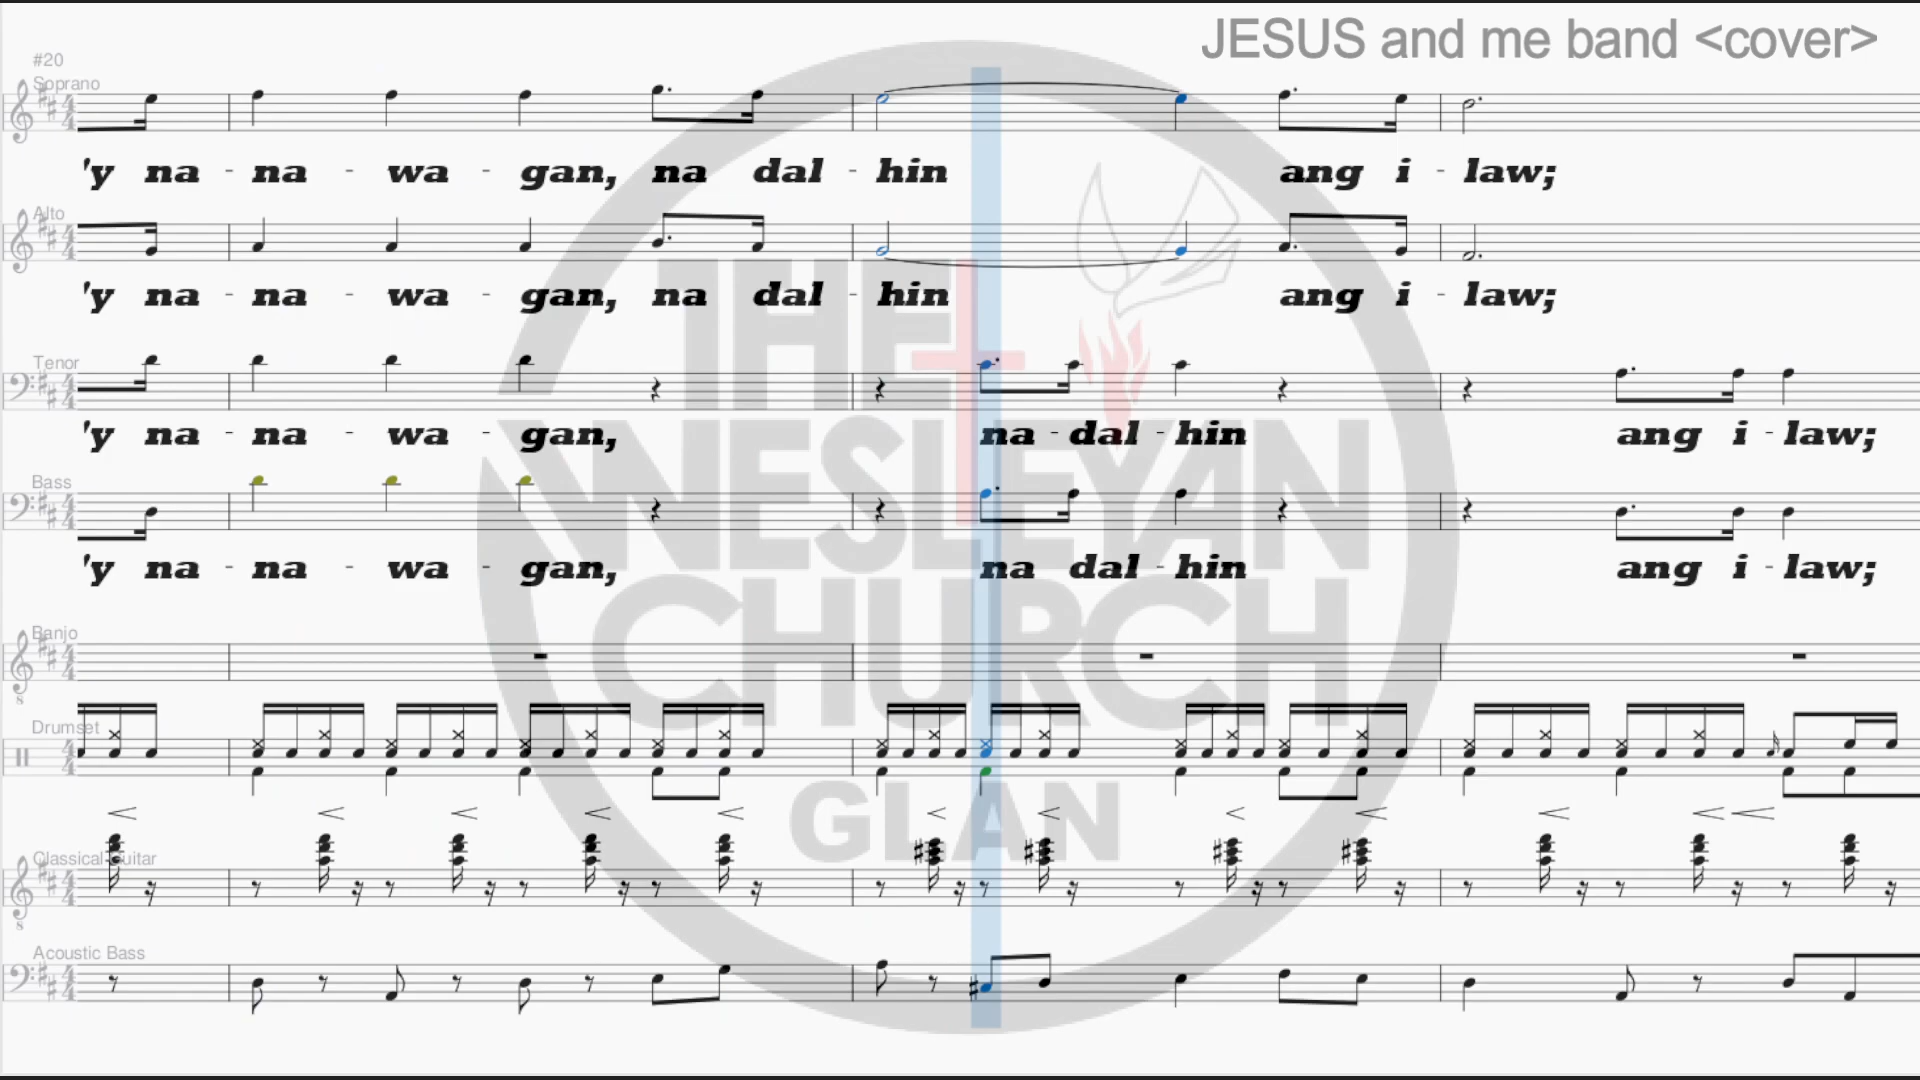 JESUS and me band <cover>
#20
Soprano
'y na - na - wa - gan, na dal - hin ang i - law;
Alto
'y na - na - wa - gan, na dal - hin ang i - law;
Tenor
'y na - na - wa - gan, na - dal - hin ang i - law;
Bass
'y na - na - wa - gan, na dal - hin ang i - law;
Banjo
Drumset
Classical Guitar
Acoustic Bass
THE
WESLEYAN
CHURCH
GLAN